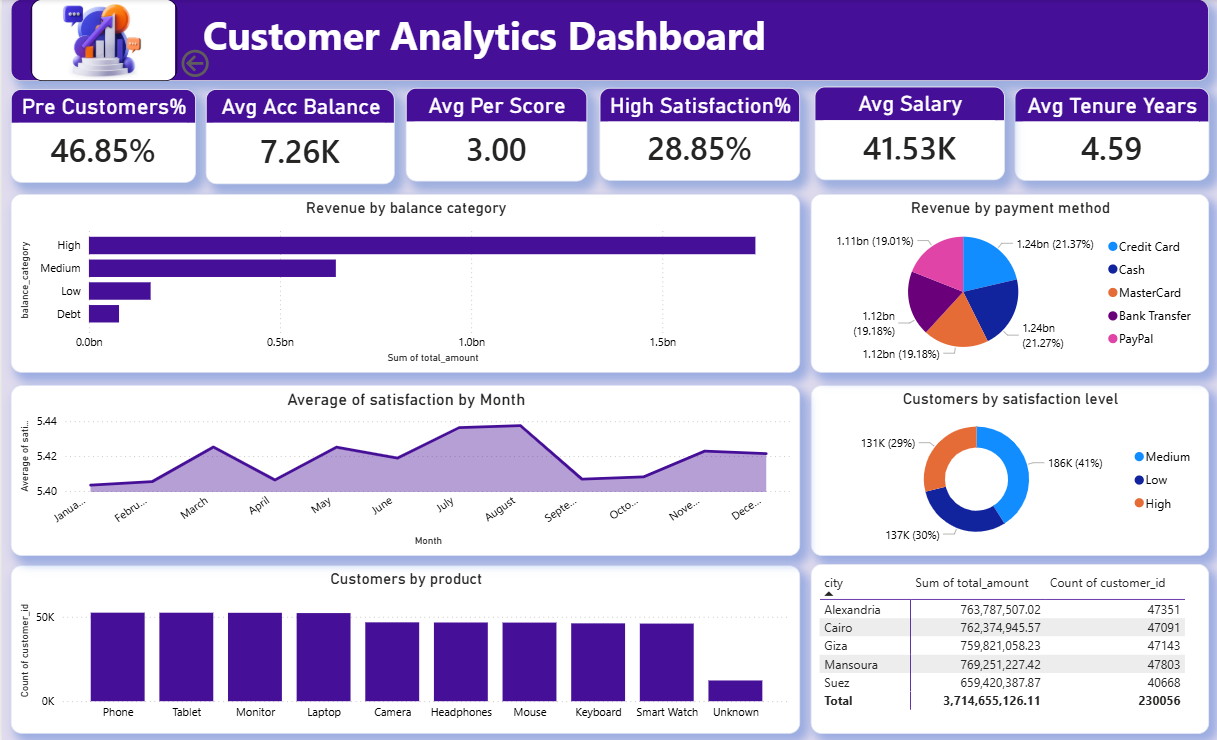 Customer Analytics Dashboard
Pre Customers%
46.85%
Avg Acc Balance
7.26K
Avg Per Score
3.00
High Satisfaction%
28.85%
Avg Salary
41.53K
Avg Tenure Years
4.59
Revenue by balance category
balance_category
High
Medium
Low
Debt
0.0bn 0.5bn 1.0bn 1.5bn
Sum of total_amount
Revenue by payment method
1.11bn (19.01%)
1.24bn (21.37%)
1.12bn
(19.18%)
1.24bn
(21.27%)
1.12bn (19.18%)
Credit Card
Cash
MasterCard
Bank Transfer
PayPal
Average of satisfaction by Month
Average of sati...
5.44
5.42
5.40
Janua... Febru... March April May June July August Septe... Octo... Nove... Dece...
Month
Customers by satisfaction level
131K (29%)
186K (41%)
137K (30%)
Medium
Low
High
Customers by product
Count of customer_id
50K
0K
Phone Tablet Monitor Laptop Camera Headphones Mouse Keyboard Smart Watch Unknown
city Sum of total_amount Count of customer_id
Alexandria 763,787,507.02 47351
Cairo 762,374,945.57 47091
Giza 759,821,058.23 47143
Mansoura 769,251,227.42 47803
Suez 659,420,387.87 40668
Total 3,714,655,126.11 230056